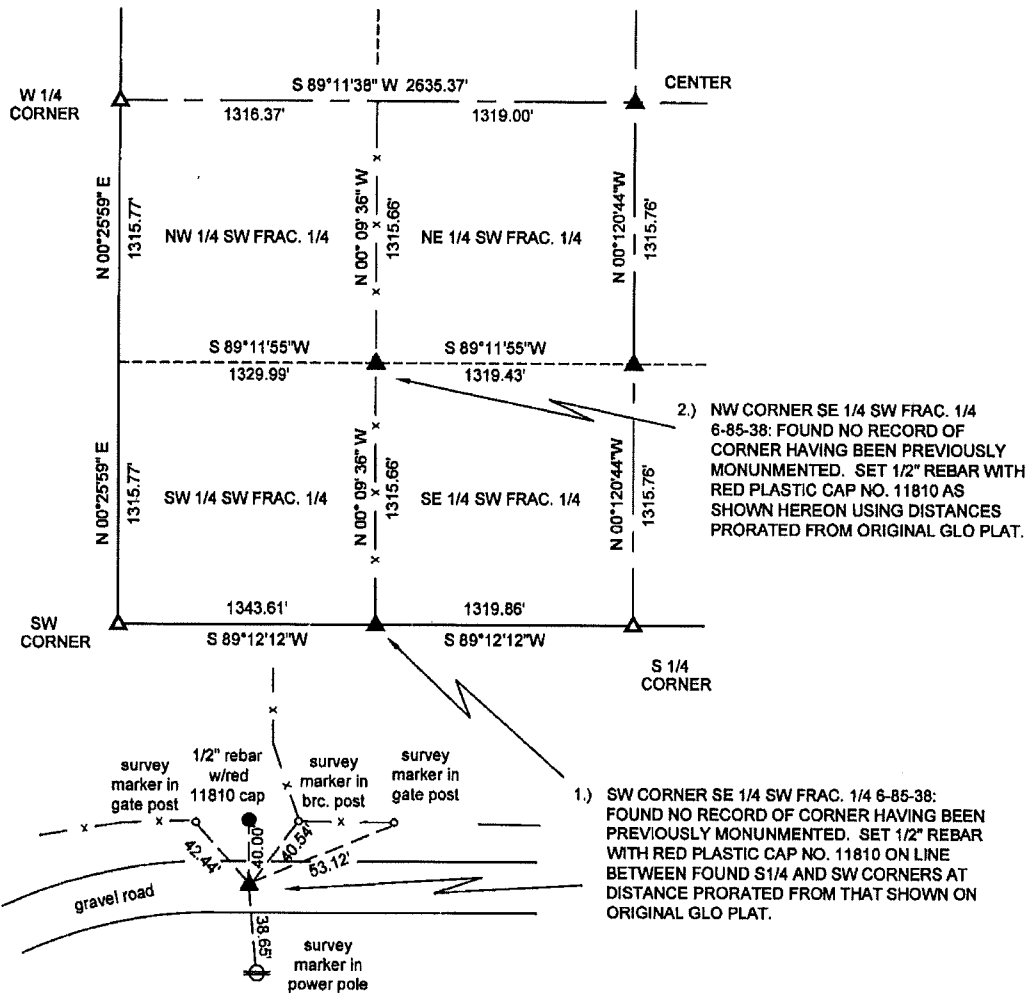 S 89°11'38" W 2635.37'
CENTER
W 1/4
CORNER
1316.37'
1319.00'
N 00°25'59" E
1315.77'
NW 1/4 SW FRAC. 1/4
N 00° 09' 36" W
1315.66'
NE 1/4 SW FRAC. 1/4
N 00°120'44"W
1315.76'
S 89°11'55"W
1329.99'
S 89°11'55"W
1319.43'
2.) NW CORNER SE 1/4 SW FRAC. 1/4
6-85-38: FOUND NO RECORD OF
CORNER HAVING BEEN PREVIOUSLY
MONUNMENTED. SET 1/2" REBAR WITH
RED PLASTIC CAP NO. 11810 AS
SHOWN HEREON USING DISTANCES
PRORATED FROM ORIGINAL GLO PLAT.
N 00°25'59" E
1315.77'
SW 1/4 SW FRAC. 1/4
N 00° 09' 36" W
1315.66'
SE 1/4 SW FRAC. 1/4
N 00°120'44"W
1315.76'
1343.61'
1319.86'
SW
CORNER
S 89°12'12"W
S 89°12'12"W
S 1/4
CORNER
survey
marker in
gate post
1/2" rebar
w/red
11810 cap
survey
marker in
brc. post
survey
marker in
gate post
42.44'
40.00'
40.54'
53.12'
gravel road
38.65'
survey
marker in
power pole
1.) SW CORNER SE 1/4 SW FRAC. 1/4 6-85-38:
FOUND NO RECORD OF CORNER HAVING BEEN
PREVIOUSLY MONUNMENTED. SET 1/2" REBAR
WITH RED PLASTIC CAP NO. 11810 ON LINE
BETWEEN FOUND S1/4 AND SW CORNERS AT
DISTANCE PRORATED FROM THAT SHOWN ON
ORIGINAL GLO PLAT.